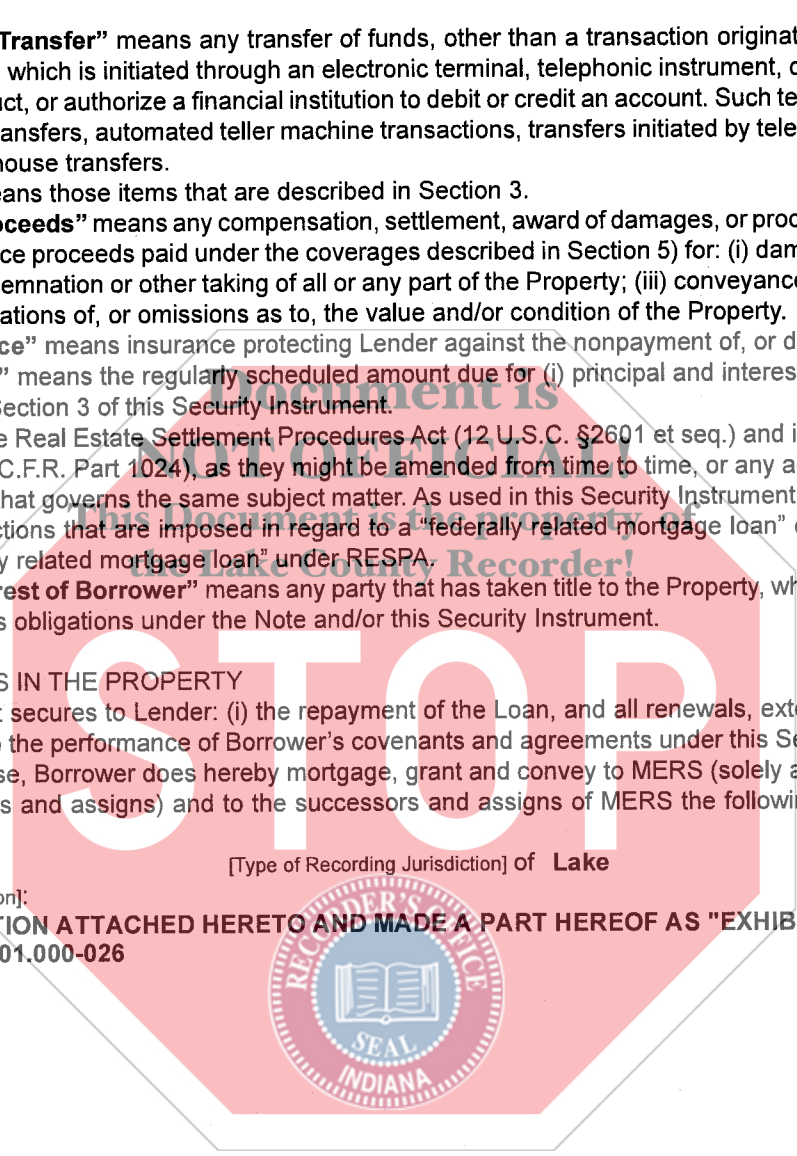 Transfer” means any transfer of funds, other than a transaction originat
which is initiated through an electronic terminal, telephonic instrument,
ct, or authorize a financial institution to debit or credit an account. Such te
ansfers, automated teller machine transactions, transfers initiated by tele
house transfers.
eans those items that are described in Section 3.
oceeds” means any compensation, settlement, award of damages, or proc
ce proceeds paid under the coverages described in Section 5) for: (i) dam
emnation or other taking of all or any part of the Property; (iii) conveyance
ations of, or omissions as to, the value and/or condition of the Property.
ce” means insurance protecting Lender against the nonpayment of, or d
” means the regularly scheduled amount due for (i) principal and interes
Section 3 of this Security Instrument.
Document is
e Real Estate Settlement Procedures Act (12 U.S.C. §2601 et seq.) and i
NOT OFFICIAL!
C.F.R. Part 1024), as they might be amended from time to time, or any a
hat governs the same subject matter. As used in this Security Instrument
This Document is the property of
ctions that are imposed in regard to a “federally related mortgage loan”
y related mortgage loan” under RESPA.
the Lake County Recorder!
rest of Borrower” means any party that has taken title to the Property, wh
s obligations under the Note and/or this Security Instrument.
STOP
S IN THE PROPERTY
t secures to Lender: (i) the repayment of the Loan, and all renewals, exte
the performance of Borrower’s covenants and agreements under this Se
se, Borrower does hereby mortgage, grant and convey to MERS (solely a
s and assigns) and to the successors and assigns of MERS the followi
[Type of Recording Jurisdiction] of Lake
on]:
TION ATTACHED HERETO AND MADE A PART HEREOF AS "EXHIB
01.000-026
RECORDER'S OFFICE
SEAL
INDIANA